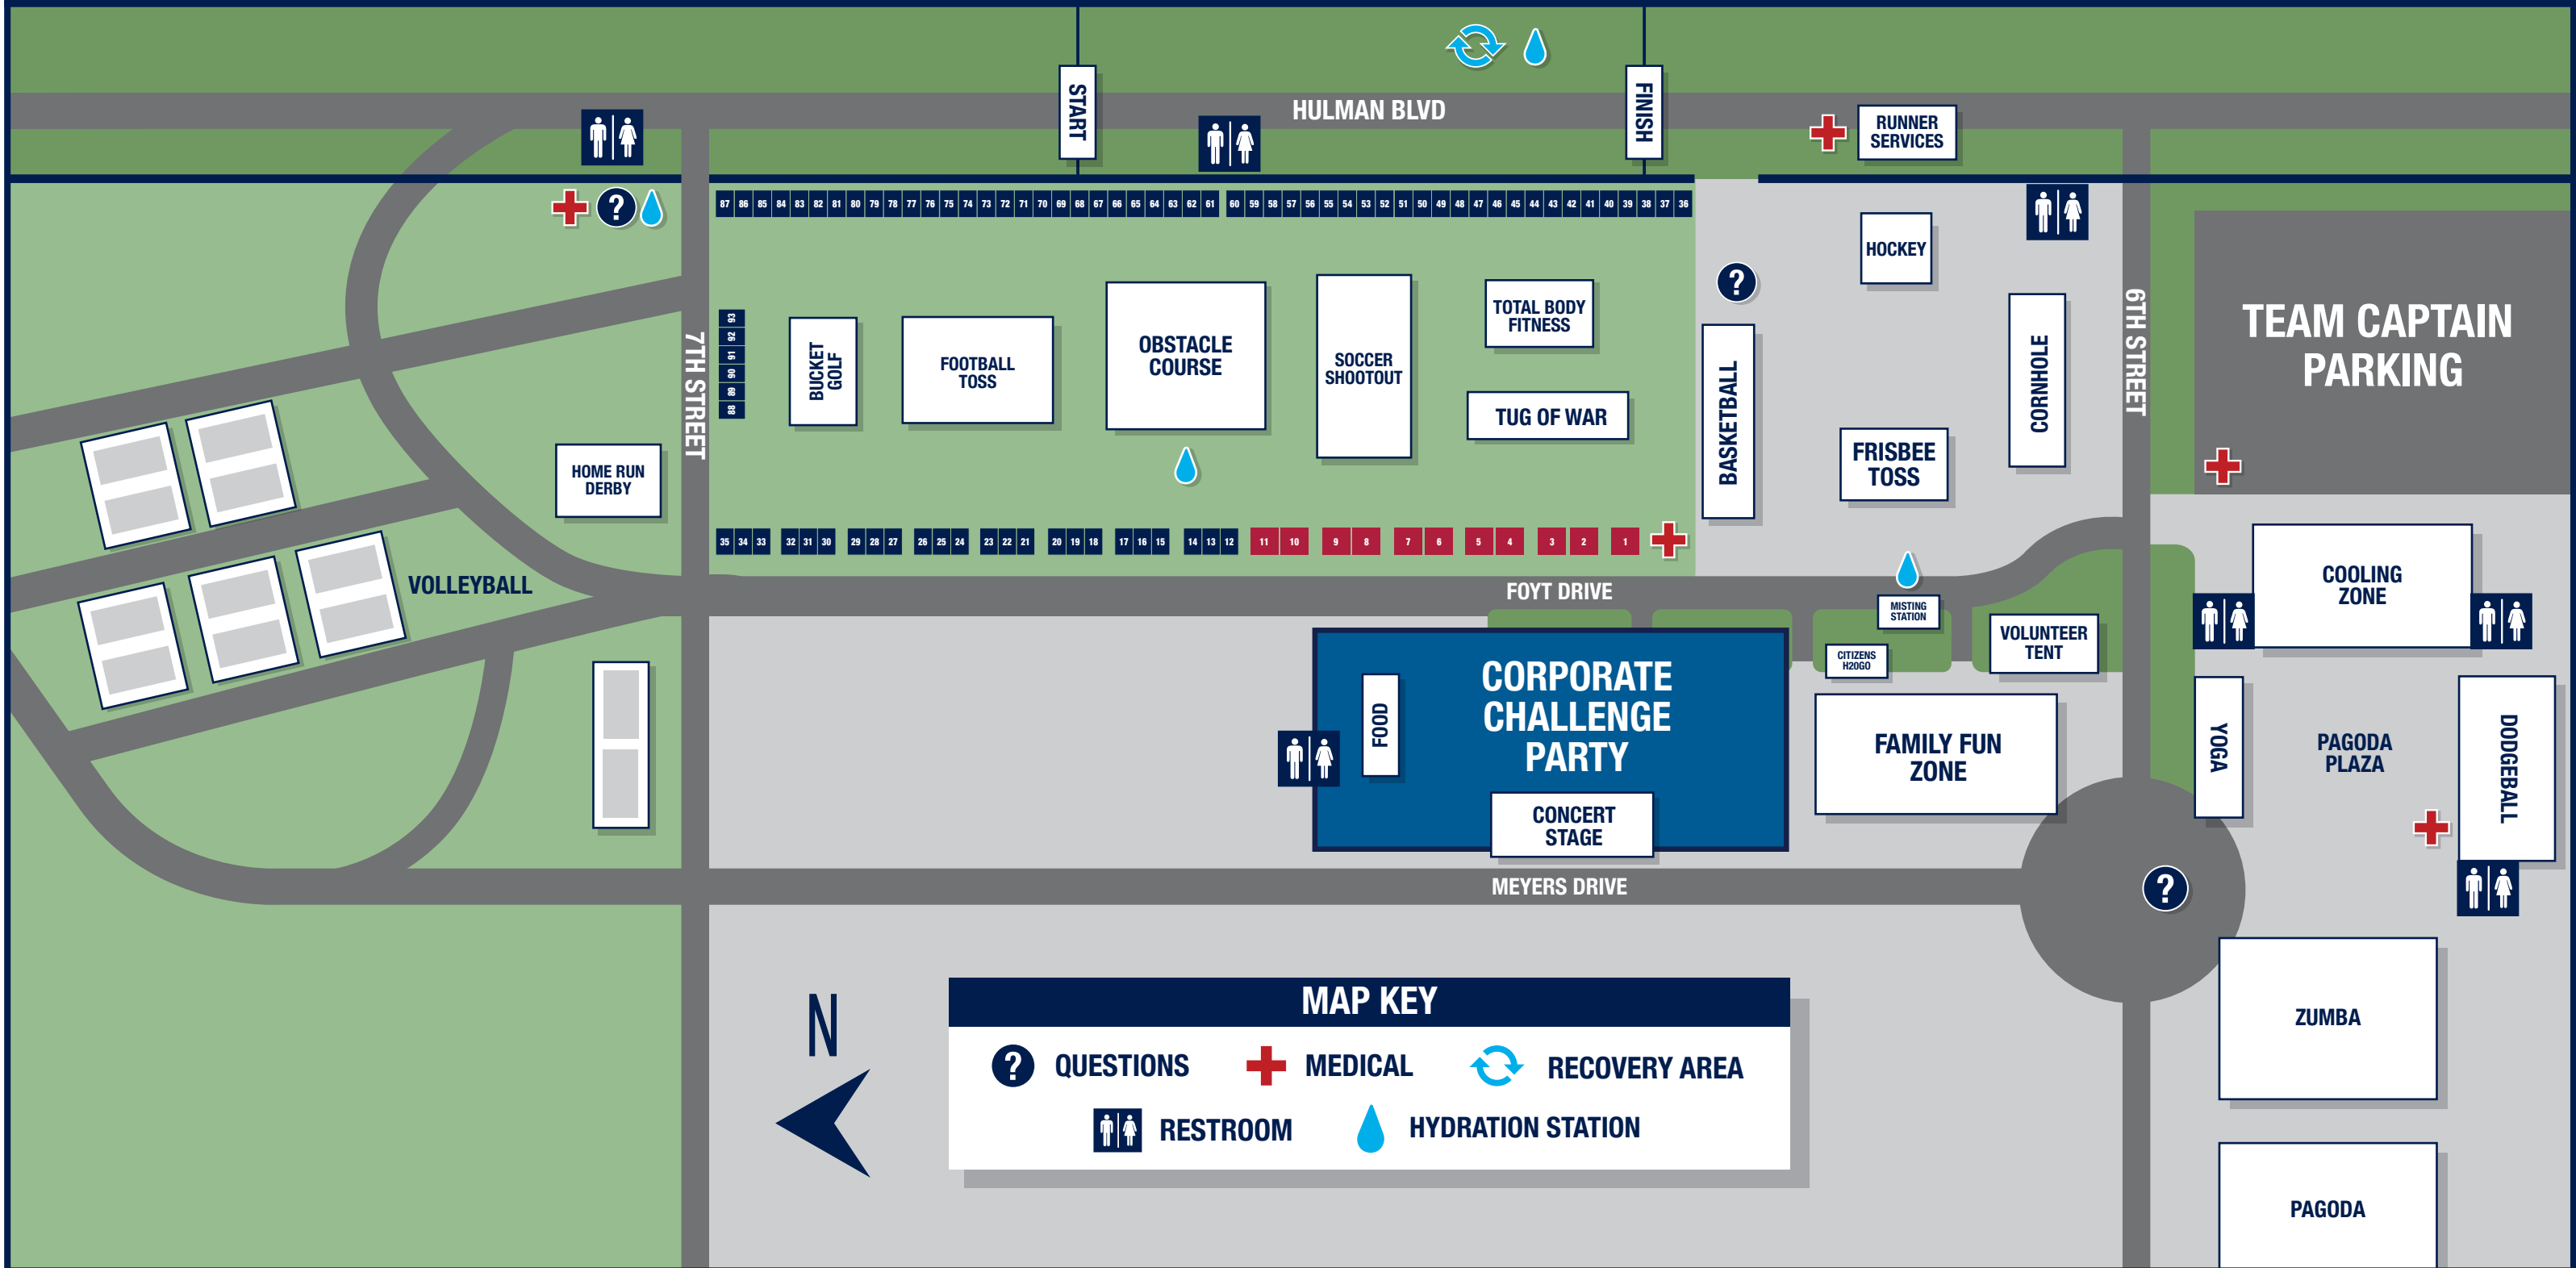 START
HULMAN BLVD
FINISH
RUNNER
SERVICES
?
87 86 85 84 83 82 81 80 79 78 77 76 75 74 73 72 71 70 69 68 67 66 65 64 63 62 61 60 59 58 57 56 55 54 53 52 51 50 49 48 47 46 45 44 43 42 41 40 39 38 37 36
HOCKEY
?
93
92
91
90
89
88
7TH STREET
BUCKET
GOLF
FOOTBALL
TOSS
OBSTACLE
COURSE
SOCCER
SHOOTOUT
TOTAL BODY
FITNESS
TUG OF WAR
BASKETBALL
FRISBEE
TOSS
CORNHOLE
6TH STREET
TEAM CAPTAIN
PARKING
HOME RUN
DERBY
35 34 33 32 31 30 29 28 27 26 25 24 23 22 21 20 19 18 17 16 15 14 13 12 11 10 9 8 7 6 5 4 3 2 1
VOLLEYBALL
FOYT DRIVE
MISTING
STATION
CITIZENS
H20GO
VOLUNTEER
TENT
COOLING
ZONE
FOOD
CORPORATE
CHALLENGE
PARTY
CONCERT
STAGE
FAMILY FUN
ZONE
YOGA
PAGODA
PLAZA
DODGEBALL
MEYERS DRIVE
?
ZUMBA
PAGODA
N
MAP KEY
? QUESTIONS
MEDICAL
RECOVERY AREA
RESTROOM
HYDRATION STATION